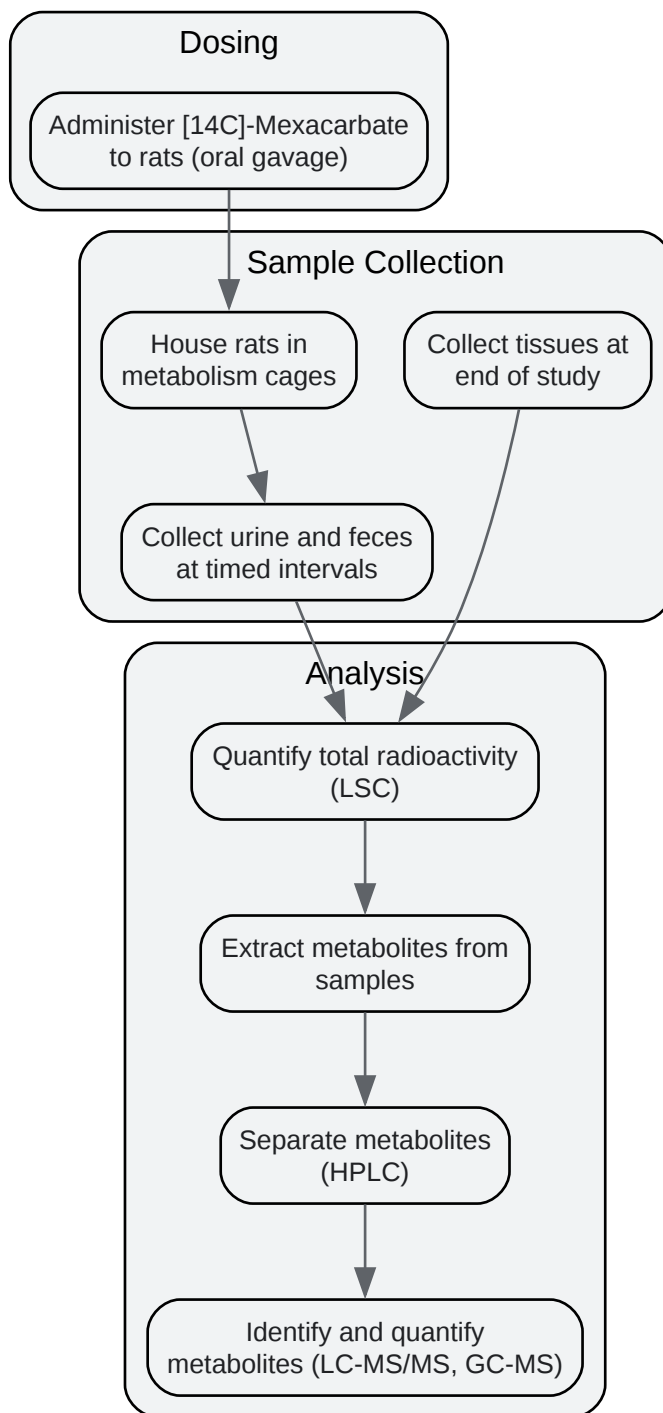 Dosing
Administer [14C]-Mexacarbate
to rats (oral gavage)
Sample Collection
House rats in
metabolism cages
Collect tissues at
end of study
Collect urine and feces
at timed intervals
Analysis
Quantify total radioactivity
(LSC)
Extract metabolites from
samples
Separate metabolites
(HPLC)
Identify and quantify
metabolites (LC-MS/MS, GC-MS)